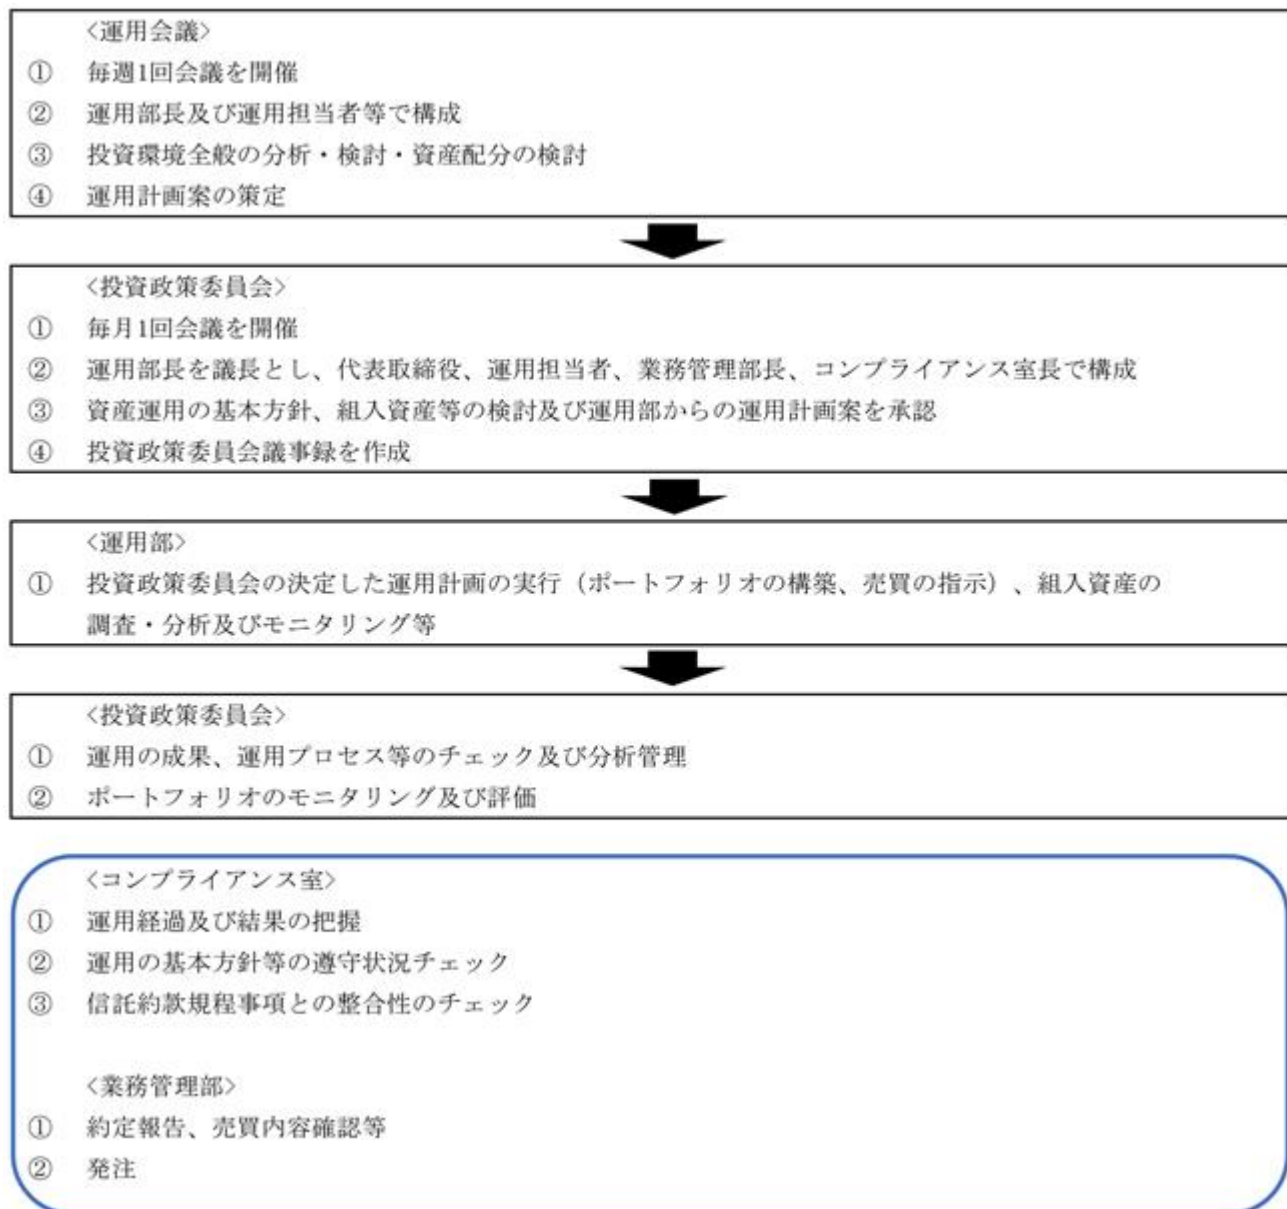 〈運用会議〉
① 毎週1回会議を開催
② 運用部長及び運用担当者等で構成
③ 投資環境全般の分析・検討・資産配分の検討
④ 運用計画案の策定
〈投資政策委員会〉
① 毎月1回会議を開催
② 運用部長を議長とし、代表取締役、運用担当者、業務管理部長、コンプライアンス室長で構成
③ 資産運用の基本方針、組入資産等の検討及び運用部からの運用計画案を承認
④ 投資政策委員会議事録を作成
〈運用部〉
① 投資政策委員会の決定した運用計画の実行（ポートフォリオの構築、売買の指示）、組入資産の
調査・分析及びモニタリング等
〈投資政策委員会〉
① 運用の成果、運用プロセス等のチェック及び分析管理
② ポートフォリオのモニタリング及び評価
〈コンプライアンス室〉
① 運用経過及び結果の把握
② 運用の基本方針等の遵守状況チェック
③ 信託約款規程事項との整合性のチェック
〈業務管理部〉
① 約定報告、売買内容確認等
② 発注